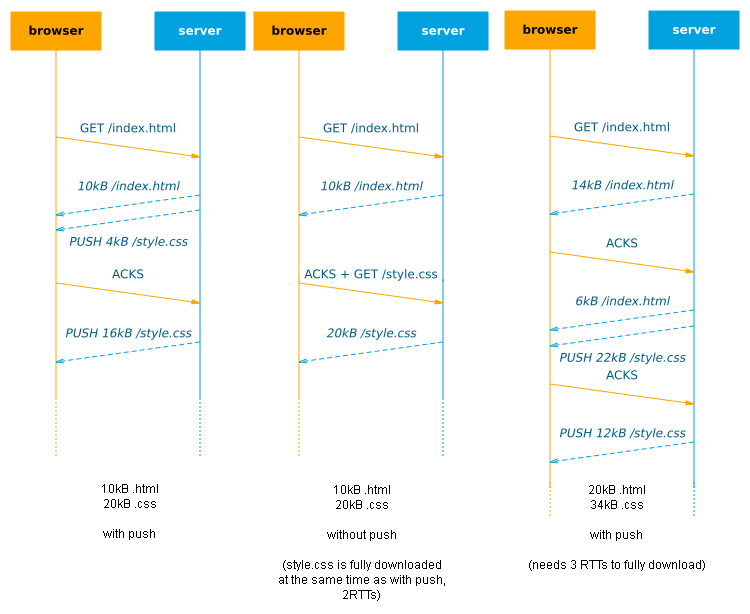 browser
server
GET /index.html
10kB /index.html
PUSH 4kB /style.css
ACKS
PUSH 16kB /style.css
10kB .html
20kB .css
with push
browser
server
GET /index.html
10kB /index.html
ACKS + GET /style.css
20kB /style.css
10kB .html
20kB .css
without push
(style.css is fully downloaded
at the same time as with push,
2RTTs)
browser
server
GET /index.html
14kB /index.html
ACKS
6kB /index.html
PUSH 22kB /style.css
ACKS
PUSH 12kB /style.css
20kB .html
34kB .css
with push
(needs 3 RTTs to fully download)